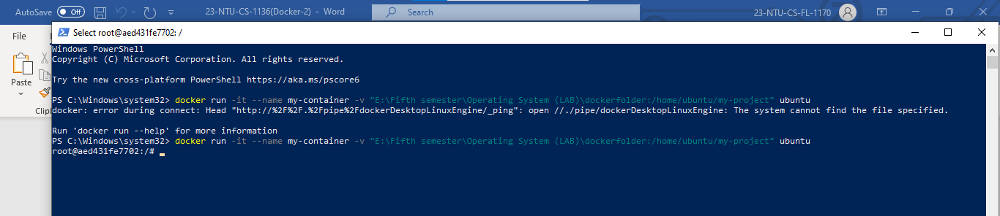 AutoSave Off 23-NTU-CS-1136(Docker-2) - Word Search 23-NTU-CS-FL-1170
File
Select root@aed431fe7702: /
Paste
Windows PowerShell
Copyright (C) Microsoft Corporation. All rights reserved.
Try the new cross-platform PowerShell https://aka.ms/pscore6
PS C:\Windows\system32> docker run -it --name my-container -v "E:\Fifth semester\Operating System (LAB)\dockerfolder:/home/ubuntu/my-project" ubuntu
docker: error during connect: Head "http://%2F%2F.%2Fpipe%2FdockerDesktopLinuxEngine/_ping": open //./pipe/dockerDesktopLinuxEngine: The system cannot find the file specified.
Run 'docker run --help' for more information
PS C:\Windows\system32> docker run -it --name my-container -v "E:\Fifth semester\Operating System (LAB)\dockerfolder:/home/ubuntu/my-project" ubuntu
root@aed431fe7702:/#